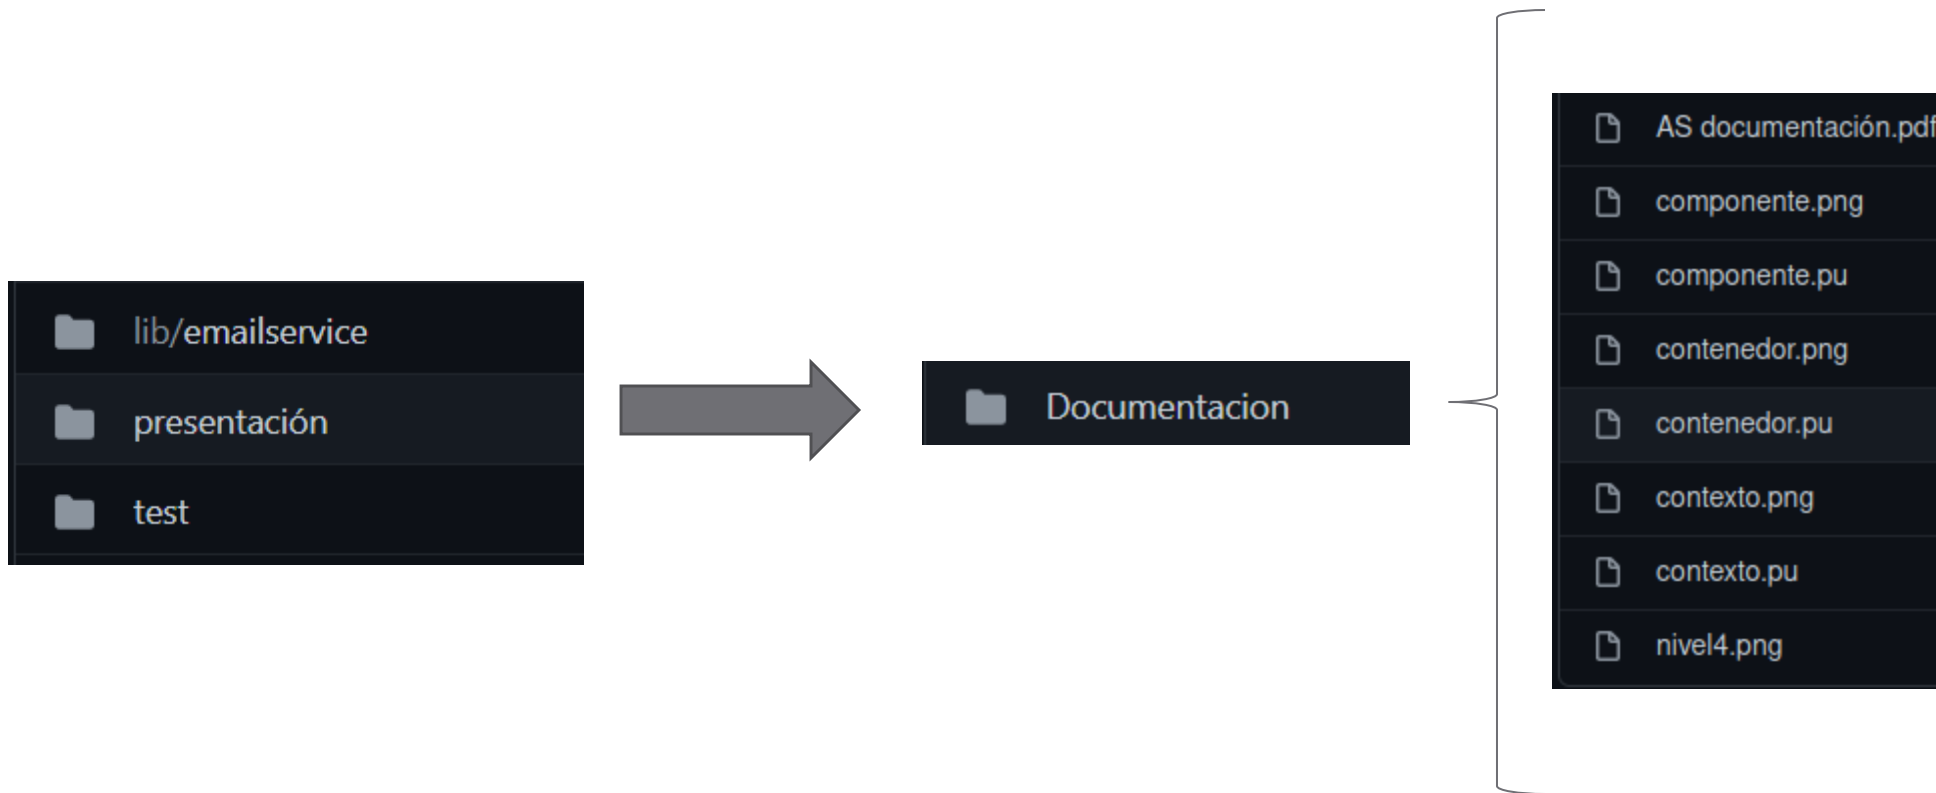 lib/emailservice
presentación
test
Documentacion
AS documentación.pdf
componente.png
componente.pu
contenedor.png
contenedor.pu
contexto.png
contexto.pu
nivel4.png